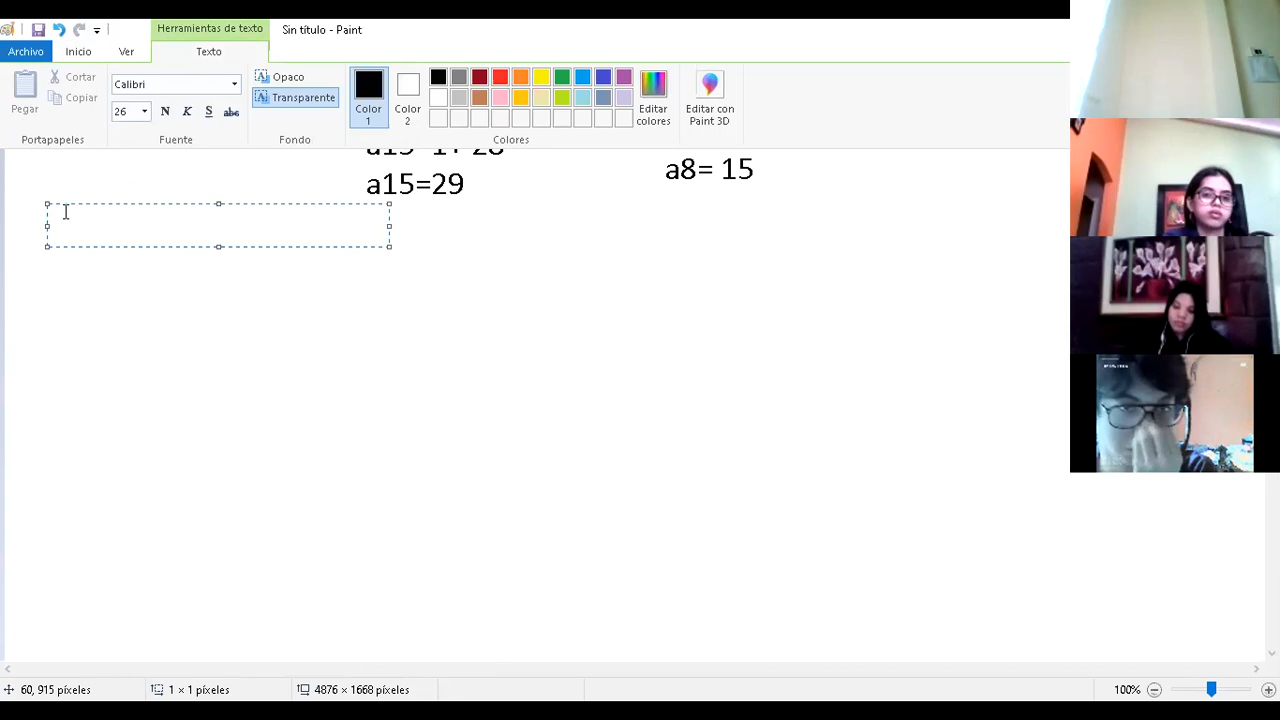 Herramientas de texto
Sin título - Paint
Archivo
Inicio
Ver
Texto
Pegar
Cortar
Copiar
Portapapeles
Calibri
26
N
K
S
abc
Fuente
Opaco
Transparente
Fondo
Color
1
Color
2
Colores
Editar
colores
Editar con
Paint 3D
a15=29
a8= 15
60, 915 píxeles
1 × 1 píxeles
4876 × 1668 píxeles
100%